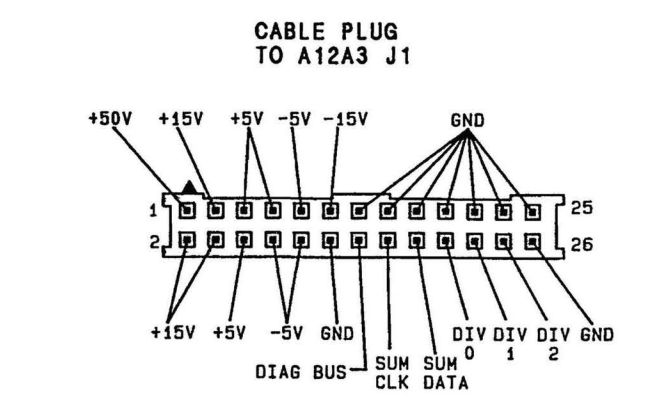 CABLE PLUG
TO A12A3 J1
+50V +15V +5V -5V -15V GND
1 25
2 26
+15V +5V -5V GND DIV 0 DIV 1 DIV 2 GND
DIAG BUS SUM CLK SUM DATA